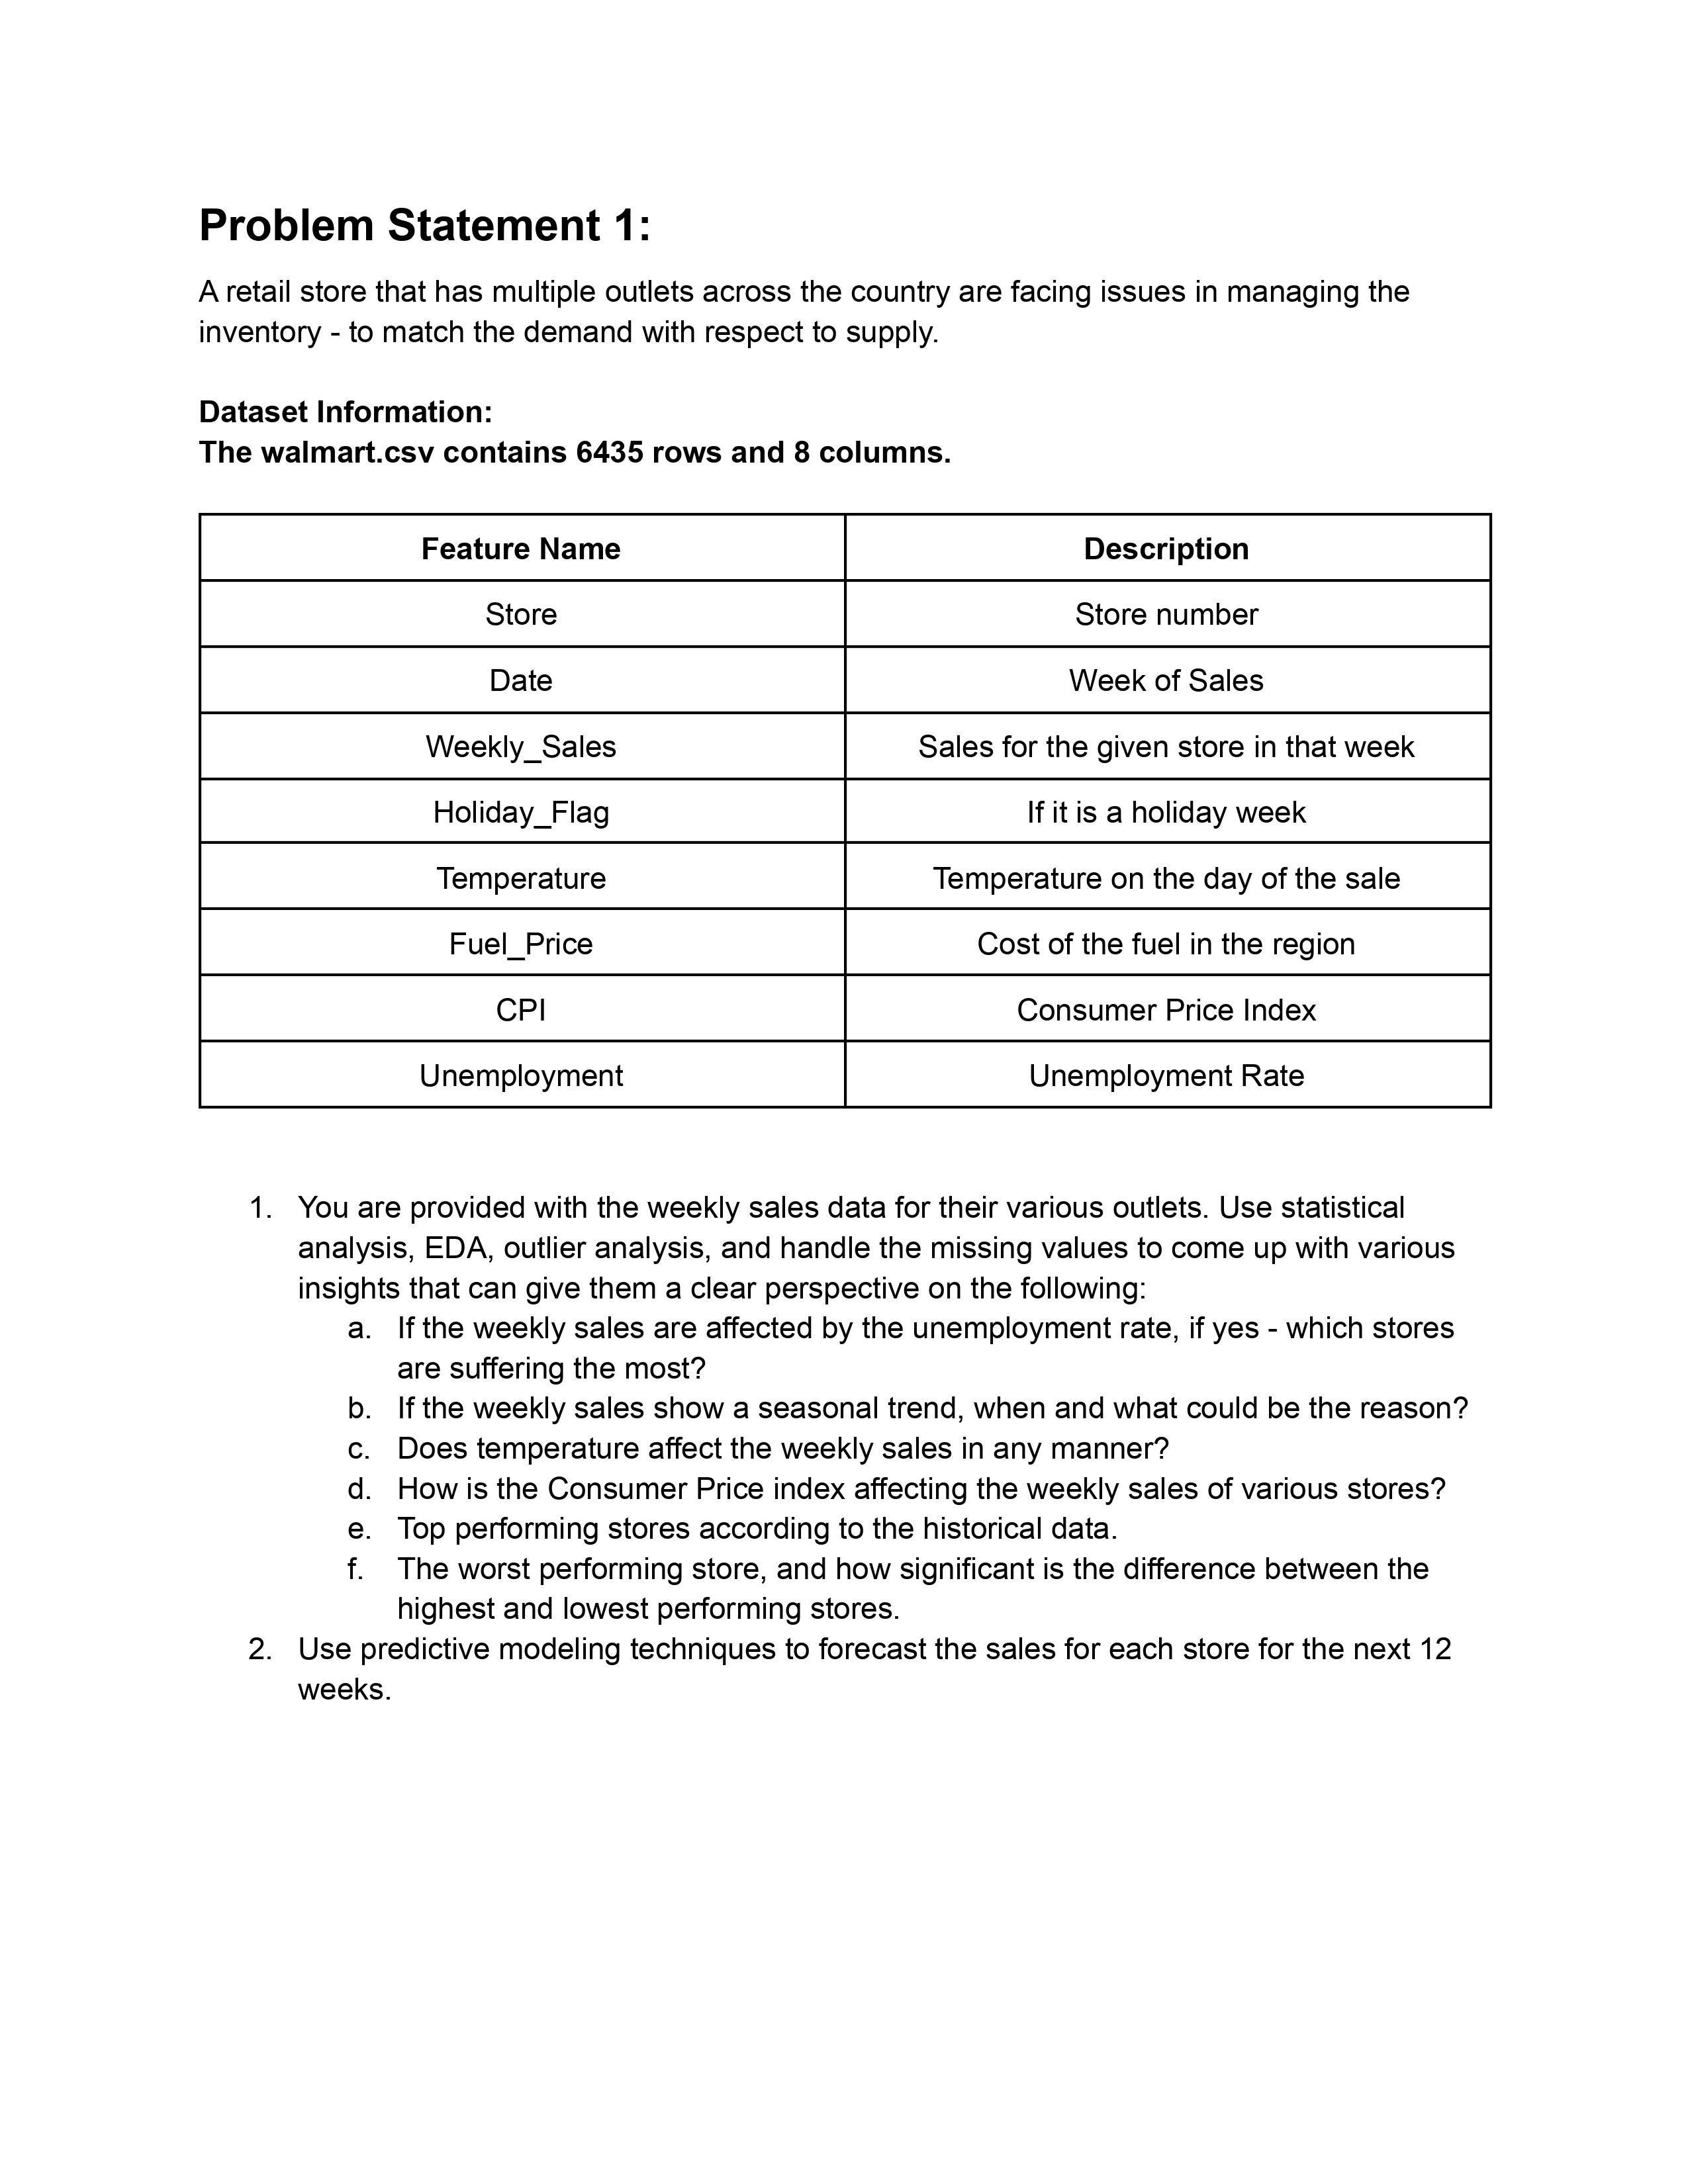 Problem Statement 1:
A retail store that has multiple outlets across the country are facing issues in managing the
inventory - to match the demand with respect to supply.
Dataset Information:
The walmart.csv contains 6435 rows and 8 columns.
Feature Name Description
Store Store number
Date Week of Sales
Weekly_Sales Sales for the given store in that week
Holiday_Flag If it is a holiday week
Temperature Temperature on the day of the sale
Fuel_Price Cost of the fuel in the region
CPI Consumer Price Index
Unemployment Unemployment Rate
1. You are provided with the weekly sales data for their various outlets. Use statistical
analysis, EDA, outlier analysis, and handle the missing values to come up with various
insights that can give them a clear perspective on the following:
a. If the weekly sales are affected by the unemployment rate, if yes - which stores
are suffering the most?
b. If the weekly sales show a seasonal trend, when and what could be the reason?
c. Does temperature affect the weekly sales in any manner?
d. How is the Consumer Price index affecting the weekly sales of various stores?
e. Top performing stores according to the historical data.
f. The worst performing store, and how significant is the difference between the
highest and lowest performing stores.
2. Use predictive modeling techniques to forecast the sales for each store for the next 12
weeks.